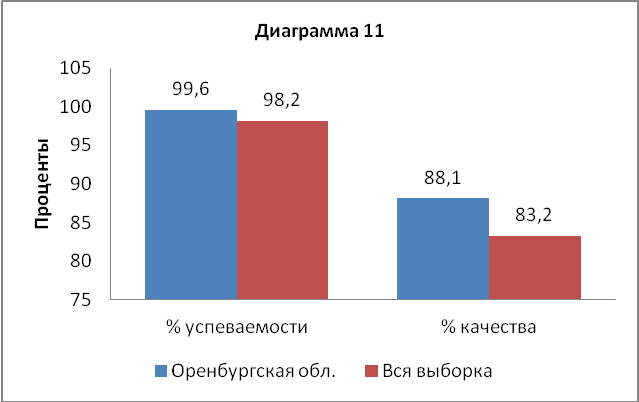 Диаграмма 11
Проценты
105
100
95
90
85
80
75
99,6
98,2
88,1
83,2
% успеваемости
% качества
Оренбургская обл.
Вся выборка